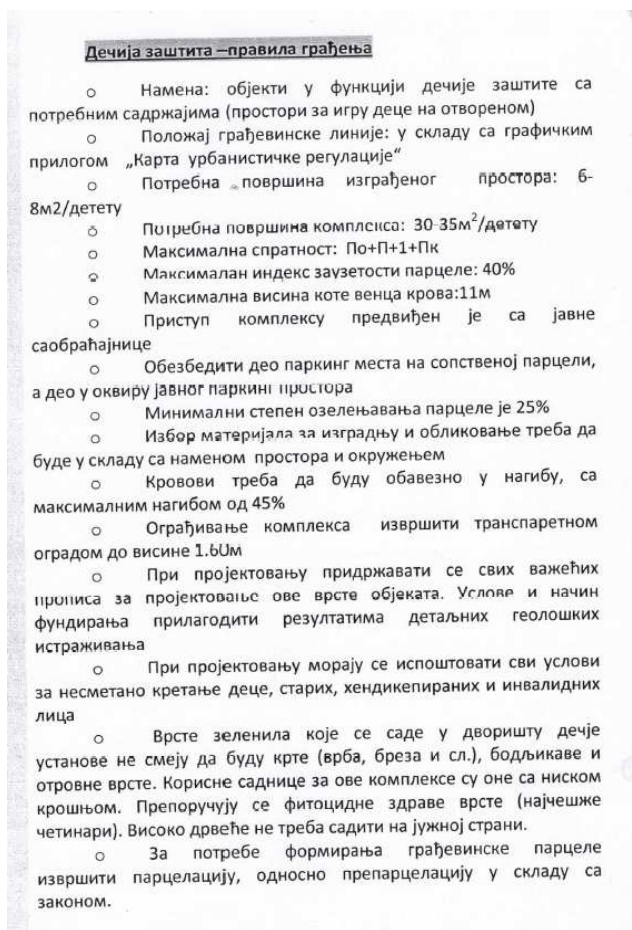 Дечија заштита –правила грађења
o Намена: објекти у функцији дечије заштите са
потребним садржајима (простори за игру деце на отвореном)
o Положај грађевинске линије: у складу са графичким
прилогом „Карта урбанистичке регулације“
o Потребна површина изграђеног простора: 6-
8м2/детету
o Потребна површина комплекса: 30-35м²/детету
o Максимална спратност: По+П+1+Пк
o Максималан индекс заузетости парцеле: 40%
o Максимална висина коте венца крова:11м
o Приступ комплексу предвиђен је са јавне
саобраћајнице
o Обезбедити део паркинг места на сопственој парцели,
а део у оквиру јавног паркинг простора
o Минимални степен озелењавања парцеле је 25%
o Избор материјала за изградњу и обликовање треба да
буде у складу са наменом простора и окружењем
o Кровови треба да буду обавезно у нагибу, са
максималним нагибом од 45%
o Ограђивање комплекса извршити транспаретном
оградом до висине 1.60м
o При пројектовању придржавати се свих важећих
прописа за пројектовање ове врсте објеката. Услове и начин
фундирања прилагодити резултатима детаљних геолошких
истраживања
o При пројектовању морају се испоштовати сви услови
за несметано кретање деце, старих, хендикепираних и инвалидних
лица
o Врсте зеленила које се саде у дворишту дечје
установе не смеју да буду крте (врба, бреза и сл.), бодљикаве и
отровне врсте. Корисне саднице за ове комплексе су оне са ниском
крошњом. Препоручују се фитоцидне здраве врсте (најчешже
четинари). Високо дрвеће не треба садити на јужној страни.
o За потребе формирања грађевинске парцеле
извршити парцелацију, односно препарцелацију у складу са
законом.